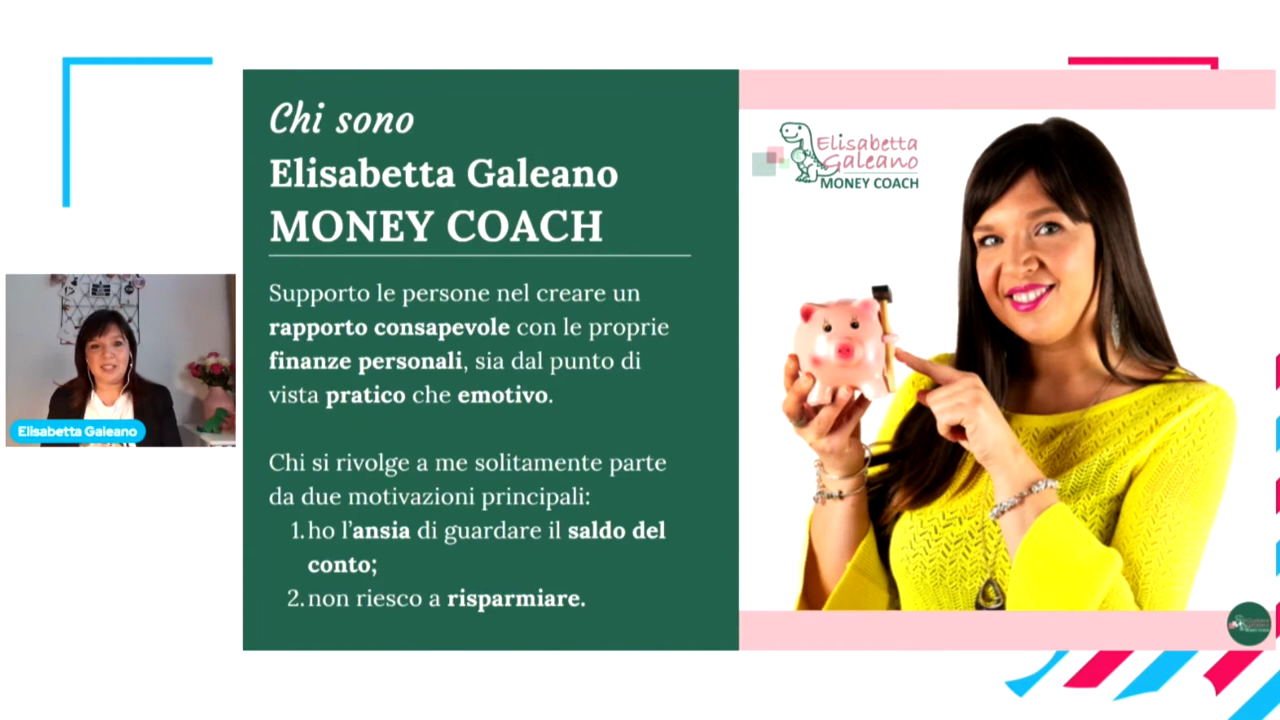 Chi sono
Elisabetta Galeano
MONEY COACH
Supporto le persone nel creare un
rapporto consapevole con le proprie
finanze personali, sia dal punto di
vista pratico che emotivo.
Chi si rivolge a me solitamente parte
da due motivazioni principali:
1. ho l'ansia di guardare il saldo del
conto;
2. non riesco a risparmiare.
Elisabetta
Galeano
MONEY COACH
Elisabetta Galeano